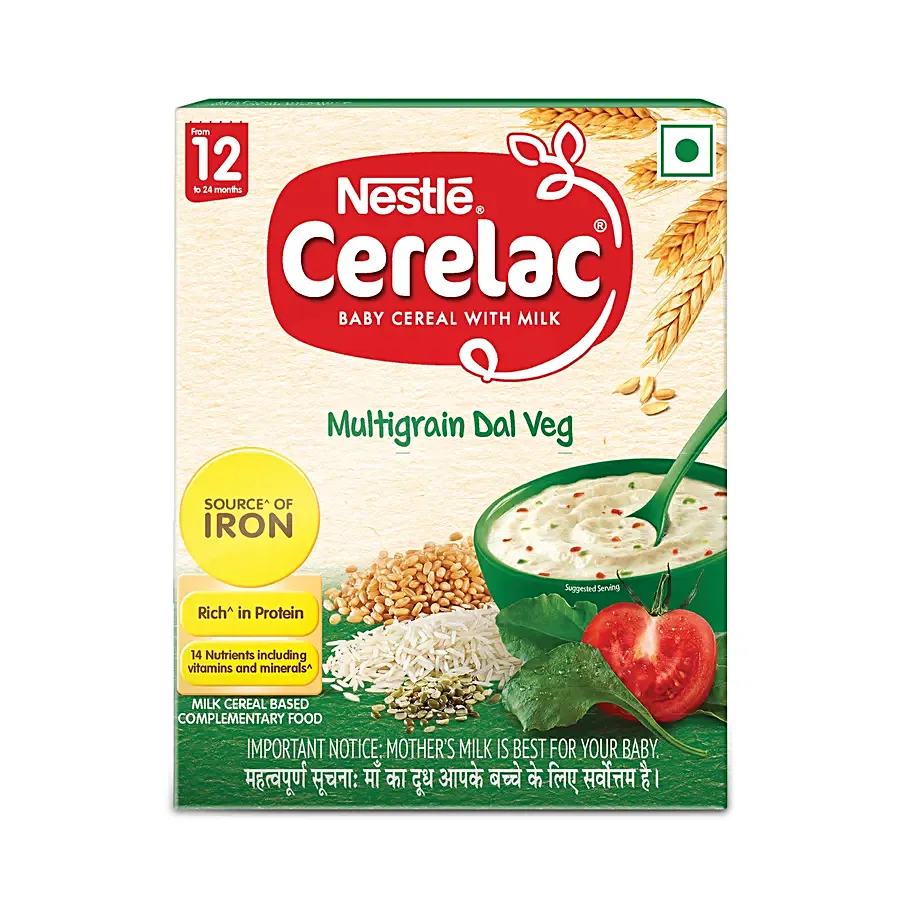 From
12
to 24 months
Nestlé®
Cerelac®
BABY CEREAL WITH MILK
Multigrain Dal Veg
SOURCE^ OF
IRON
Rich^ in Protein
14 Nutrients including
vitamins and minerals^
MILK CEREAL BASED
COMPLEMENTARY FOOD
Suggested Serving
IMPORTANT NOTICE: MOTHER'S MILK IS BEST FOR YOUR BABY.
महत्वपूर्ण सूचना: माँ का दूध आपके बच्चे के लिए सर्वोत्तम है।